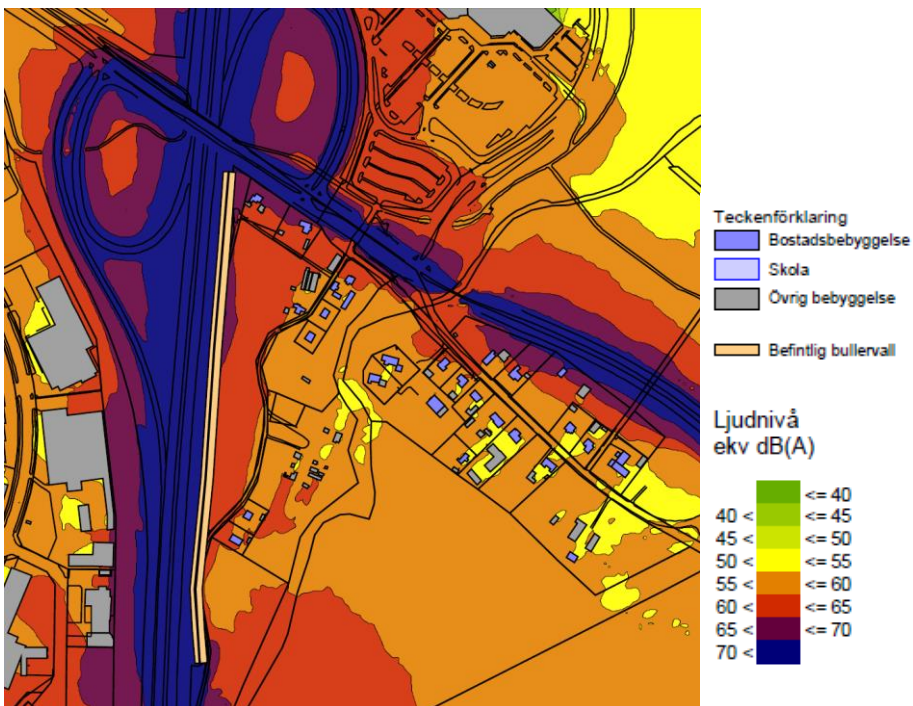 Teckenförklaring
Bostadsbebyggelse
Skola
Övrig bebyggelse
Befintlig bullervall
Ljudnivå
ekv dB(A)
<= 40
40 < <= 45
45 < <= 50
50 < <= 55
55 < <= 60
60 < <= 65
65 < <= 70
70 <